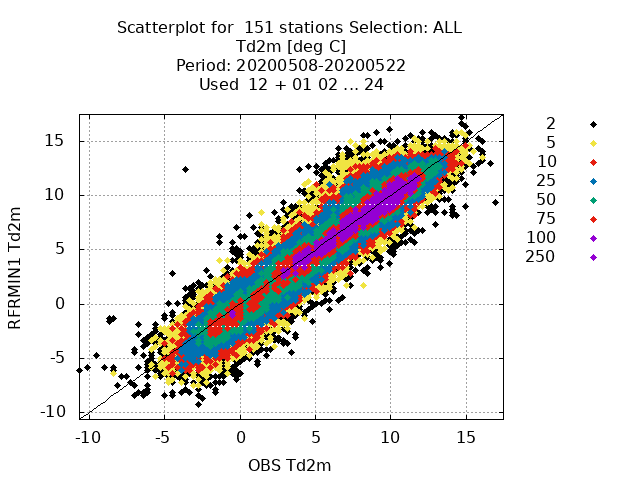 Scatterplot for  151 stations Selection: ALL
Td2m [deg C]
Period: 20200508-20200522
Used  12 + 01 02 ... 24
RFRMIN1 Td2m
15
10
5
0
-5
-10
-10 -5 0 5 10 15
OBS Td2m
2
5
10
25
50
75
100
250